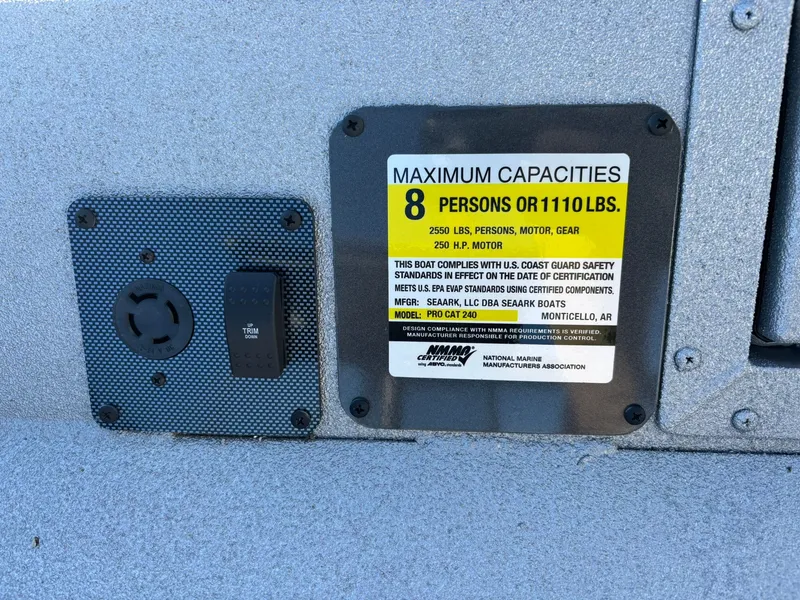 MAXIMUM CAPACITIES
8 PERSONS OR 1110 LBS.
2550 LBS, PERSONS, MOTOR, GEAR
250 H.P. MOTOR
THIS BOAT COMPLIES WITH U.S. COAST GUARD SAFETY
STANDARDS IN EFFECT ON THE DATE OF CERTIFICATION
MEETS U.S. EPA EVAP STANDARDS USING CERTIFIED COMPONENTS.
MFGR: SEAARK, LLC DBA SEAARK BOATS
MODEL: PRO CAT 240 MONTICELLO, AR
DESIGN COMPLIANCE WITH NMMA REQUIREMENTS IS VERIFIED.
MANUFACTURER RESPONSIBLE FOR PRODUCTION CONTROL.
NMMA
CERTIFIED
using ABYC standards
NATIONAL MARINE
MANUFACTURERS ASSOCIATION
UP
TRIM
DOWN